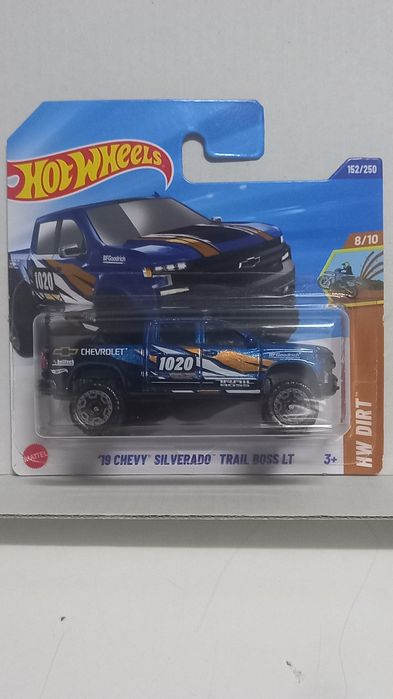 HOT WHEELS
152/250
8/10
BFGoodrich
1020
CHEVROLET
1020
BFGoodrich
TRAIL
BOSS
HW DIRT
MATTEL
'19 CHEVY SILVERADO TRAIL BOSS LT
3+